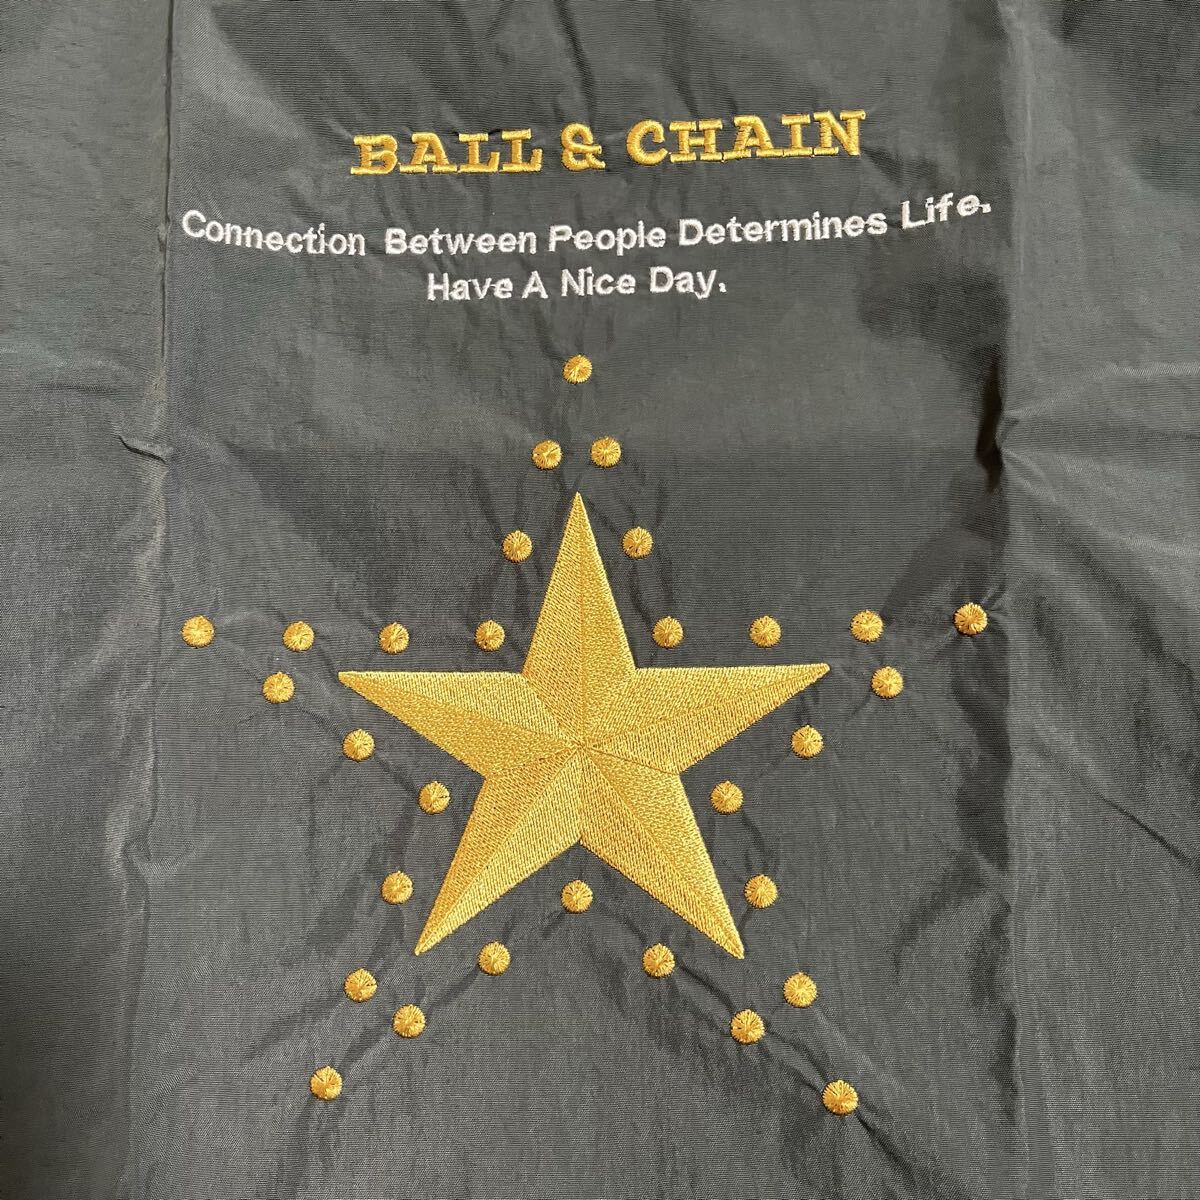 BALL & CHAIN
Connection Between People Determines Life.
Have A Nice Day.